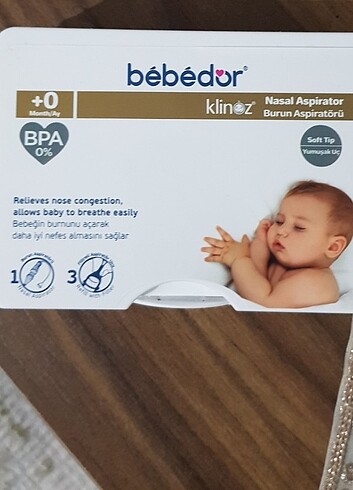 bébédor®
+0
Month/Ay
klinoz®
Nasal Aspirator
Burun Aspiratörü
BPA
0%
Soft Tip
Yumuşak Uç
Relieves nose congestion,
allows baby to breathe easily
Bebeğin burnunu açarak
daha iyi nefes almasını sağlar
1
3